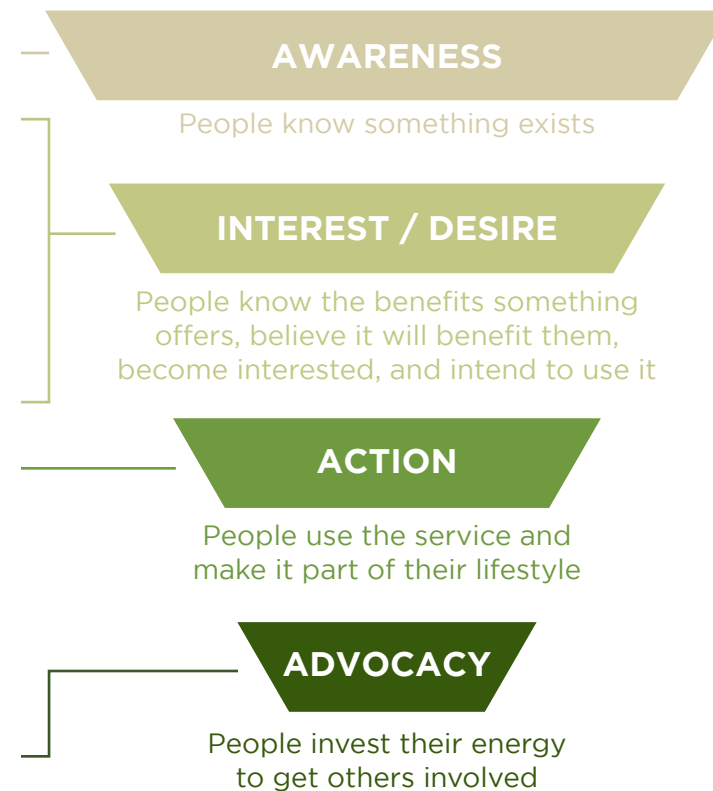 AWARENESS
People know something exists
INTEREST / DESIRE
People know the benefits something
offers, believe it will benefit them,
become interested, and intend to use it
ACTION
People use the service and
make it part of their lifestyle
ADVOCACY
People invest their energy
to get others involved